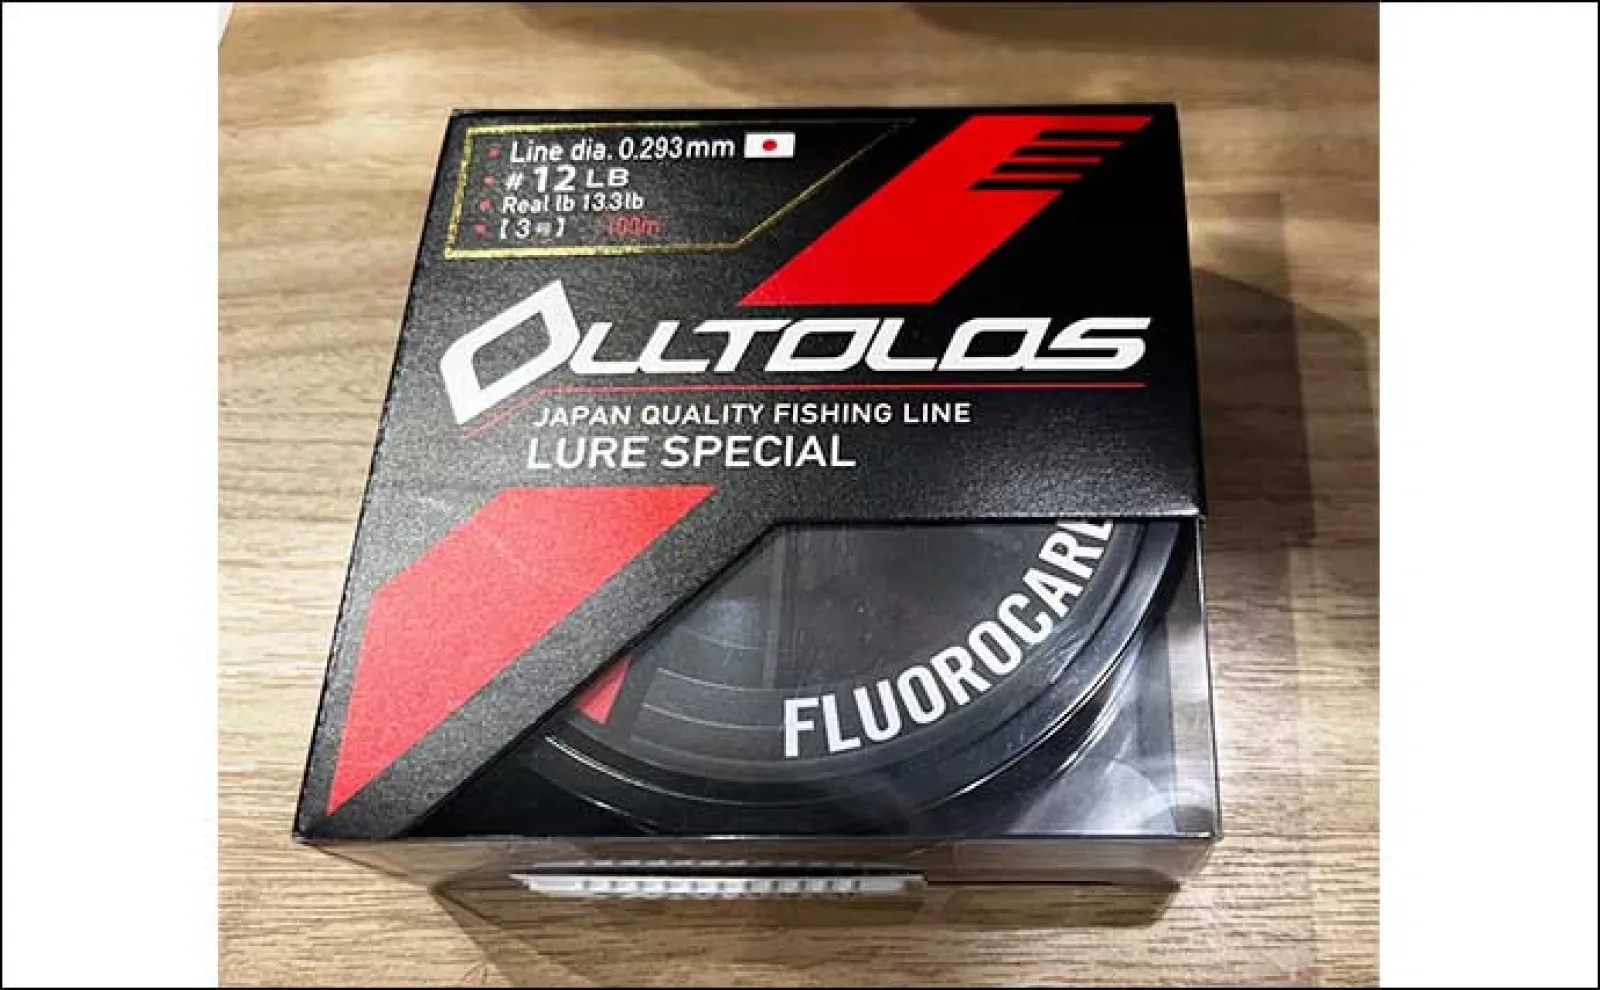 Line dia. 0.293mm
# 12 LB
Real lb 13.3lb
【3号】 100m
OULTOLOS
JAPAN QUALITY FISHING LINE
LURE SPECIAL
FLUOROCARB